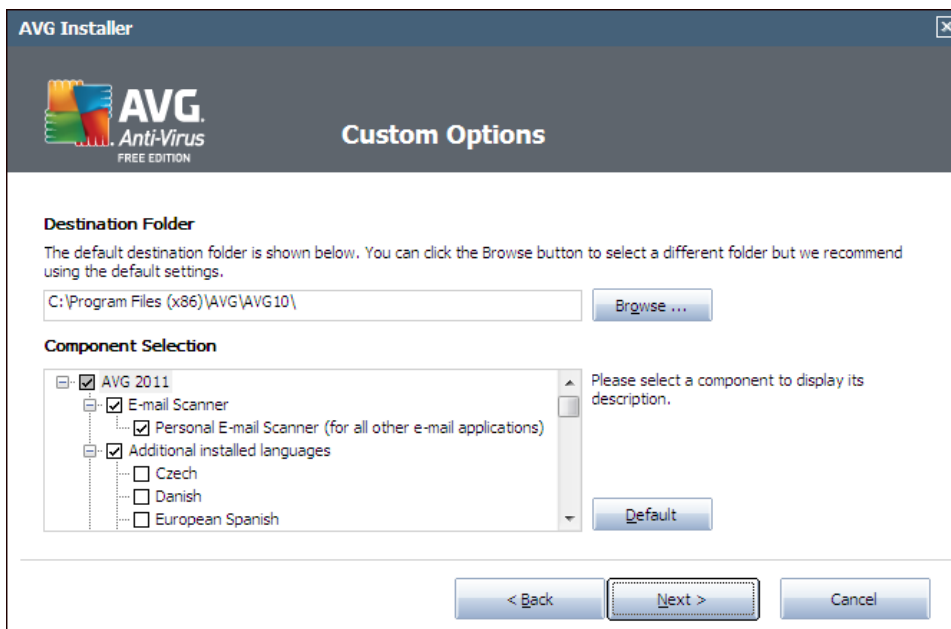 AVG Installer
AVG.
Anti-Virus
FREE EDITION
Custom Options
Destination Folder
The default destination folder is shown below. You can click the Browse button to select a different folder but we recommend
using the default settings.
C:\Program Files (x86)\AVG\AVG10\
Browse ...
Component Selection
AVG 2011
E-mail Scanner
Personal E-mail Scanner (for all other e-mail applications)
Additional installed languages
Czech
Danish
European Spanish
Please select a component to display its
description.
Default
< Back
Next >
Cancel